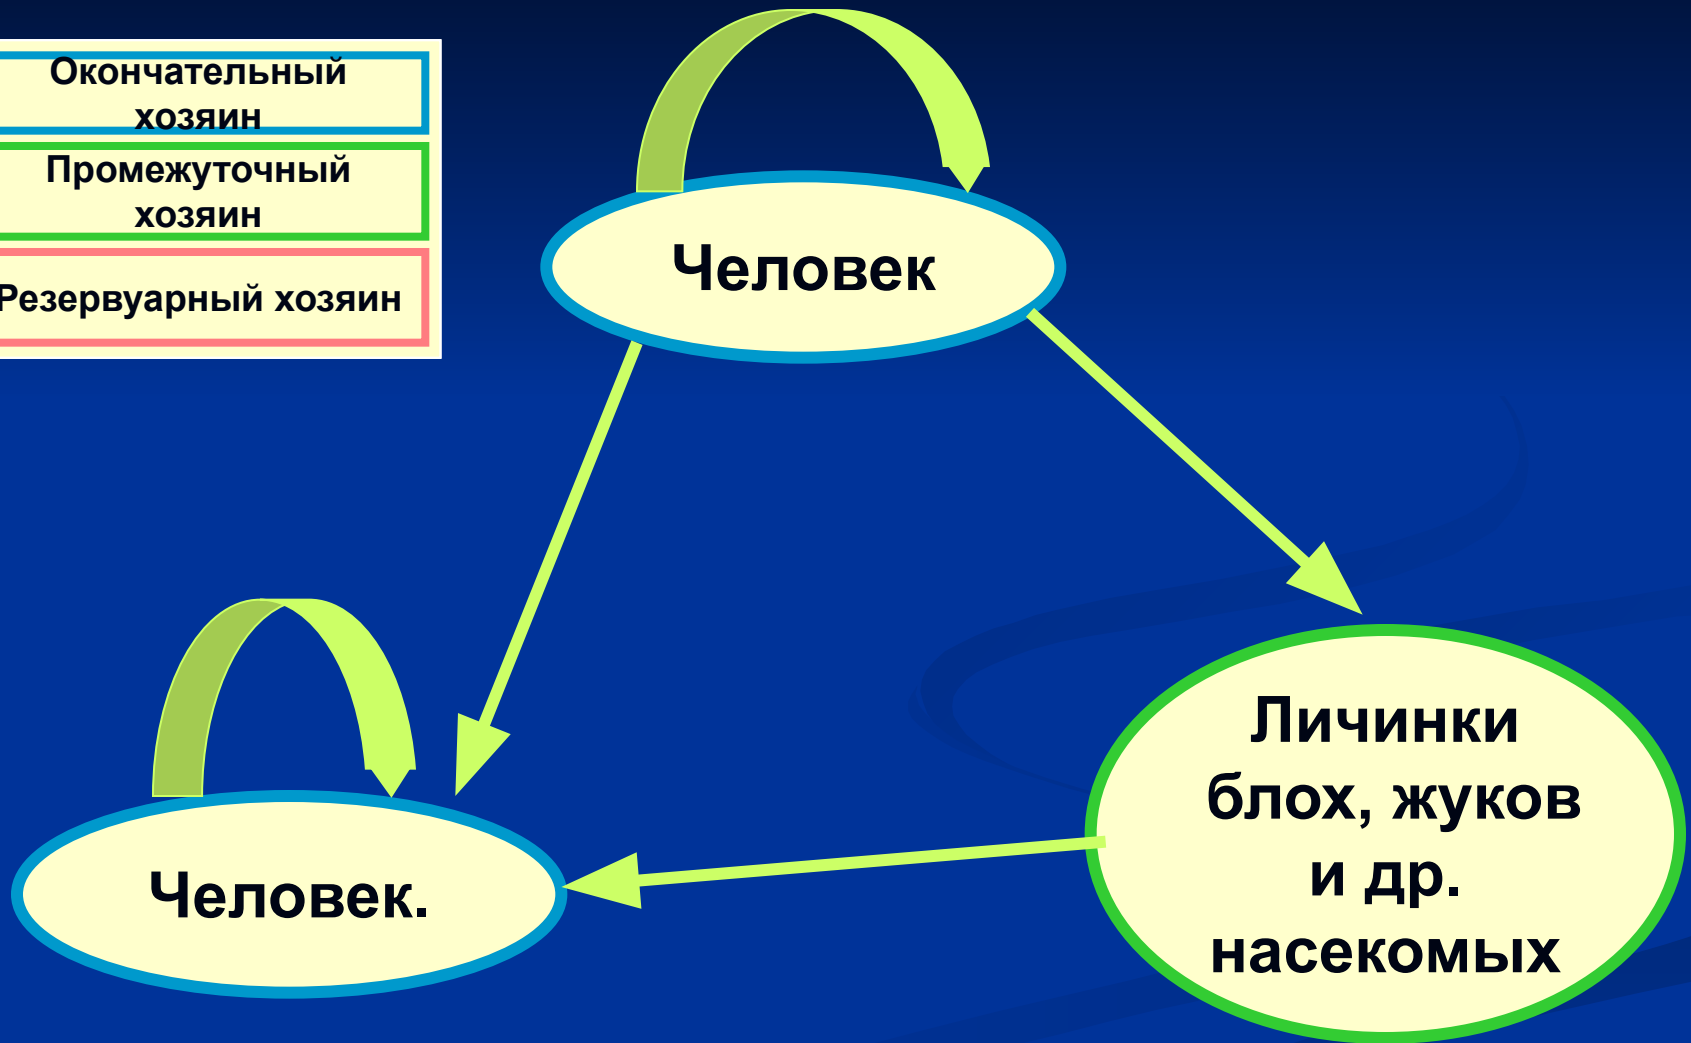 Окончательный
хозяин
Промежуточный
хозяин
Резервуарный хозяин
Человек
Личинки
блох, жуков
и др.
насекомых
Человек.